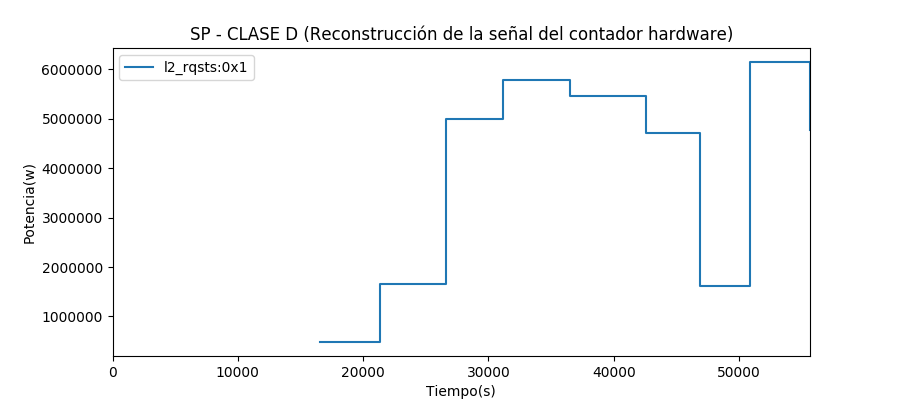 SP - CLASE D (Reconstrucción de la señal del contador hardware)
l2_rqsts:0x1
Potencia(w)
6000000
5000000
4000000
3000000
2000000
1000000
0 10000 20000 30000 40000 50000
Tiempo(s)